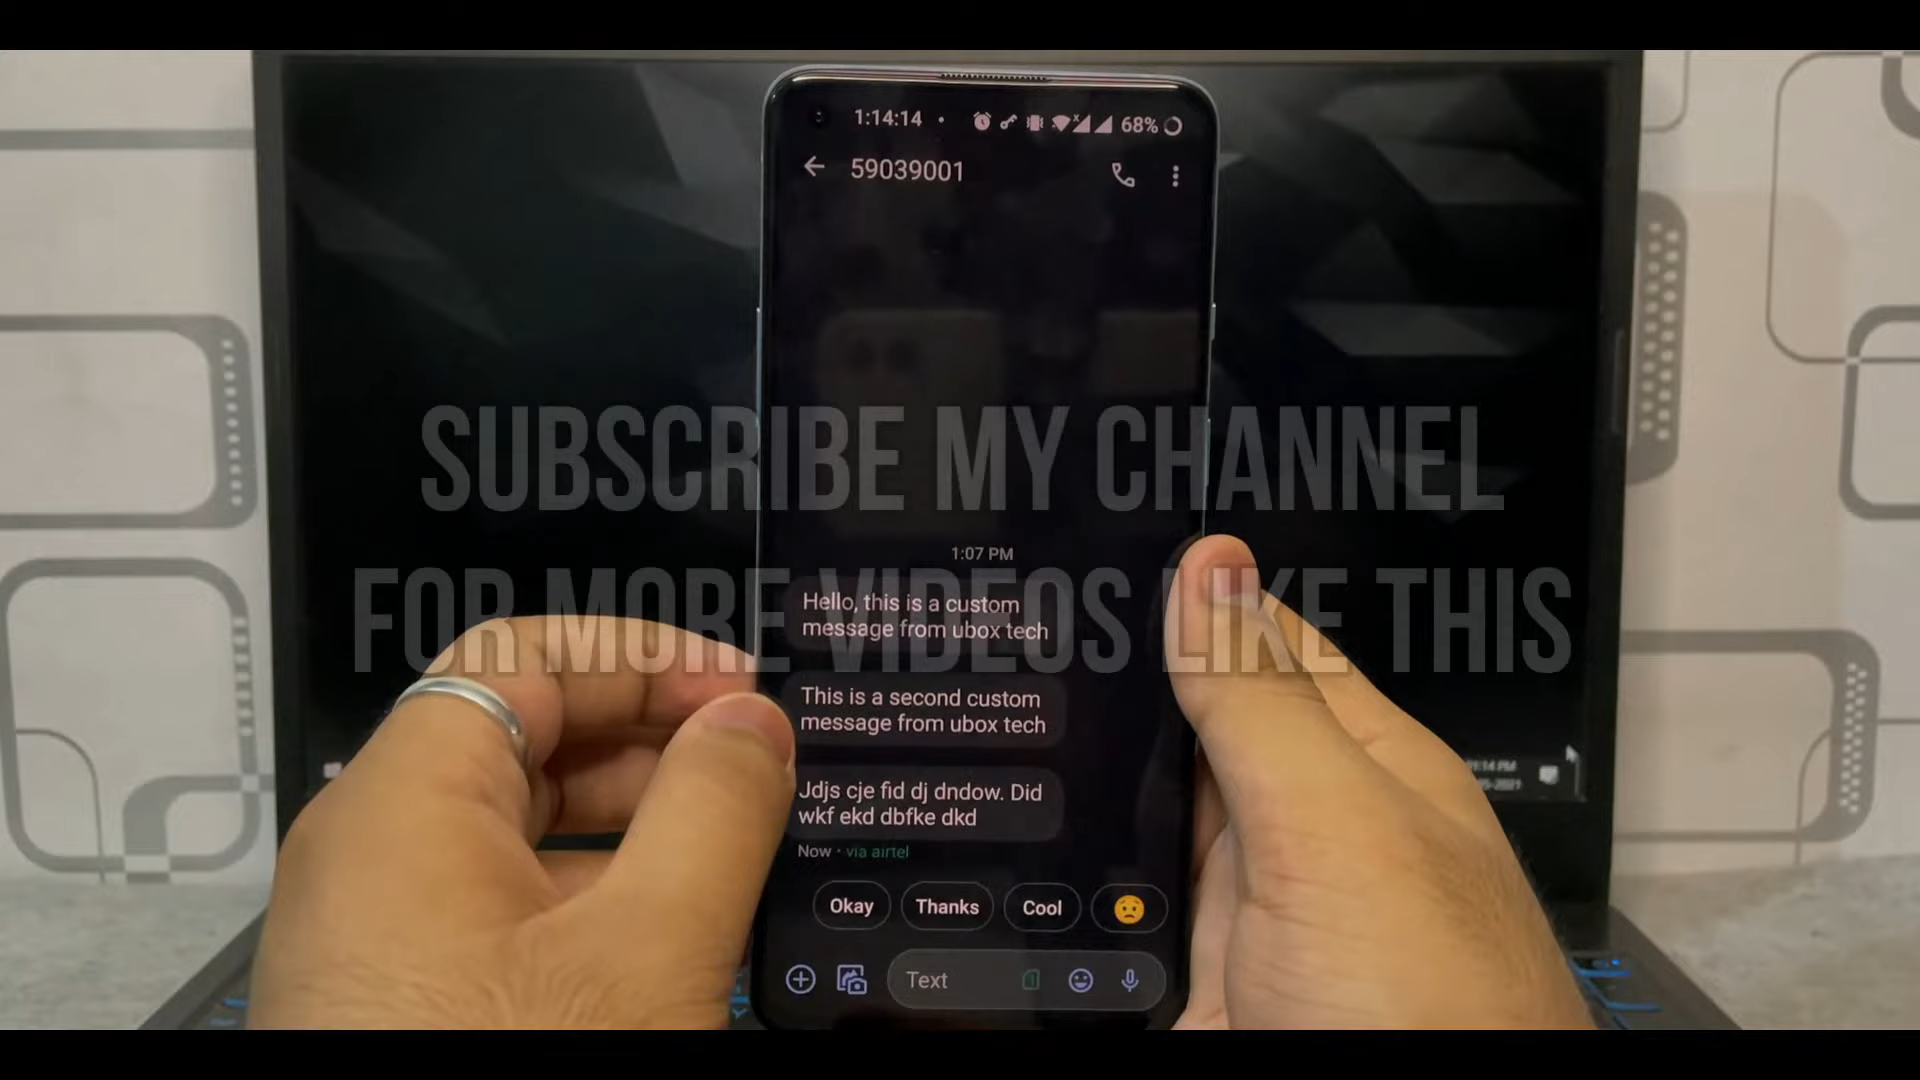 1:14:14
68%
59039001
SUBSCRIBE MY CHANNEL
1:07 PM
FOR MORE VIDEOS LIKE THIS
Hello, this is a custom
message from ubox tech
This is a second custom
message from ubox tech
Jdjs cje fid dj dndow. Did
wkf ekd dbfke dkd
Now · via airtel
Okay
Thanks
Cool
Text